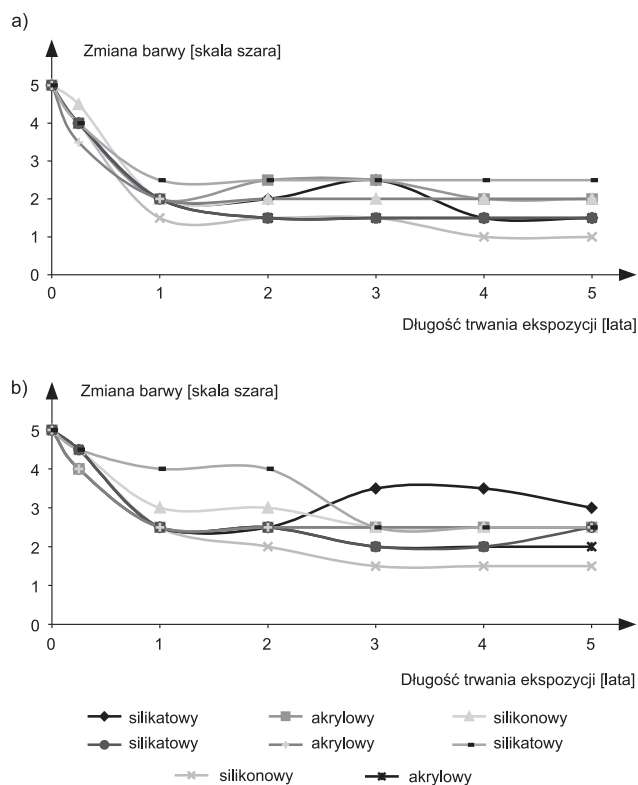 a)
Zmiana barwy [skala szara]
5
4
3
2
1
0
0 1 2 3 4 5
Długość trwania ekspozycji [lata]
b)
Zmiana barwy [skala szara]
5
4
3
2
1
0
0 1 2 3 4 5
Długość trwania ekspozycji [lata]
silikatowy akrylowy silikonowy
silikatowy akrylowy silikatowy
silikonowy akrylowy